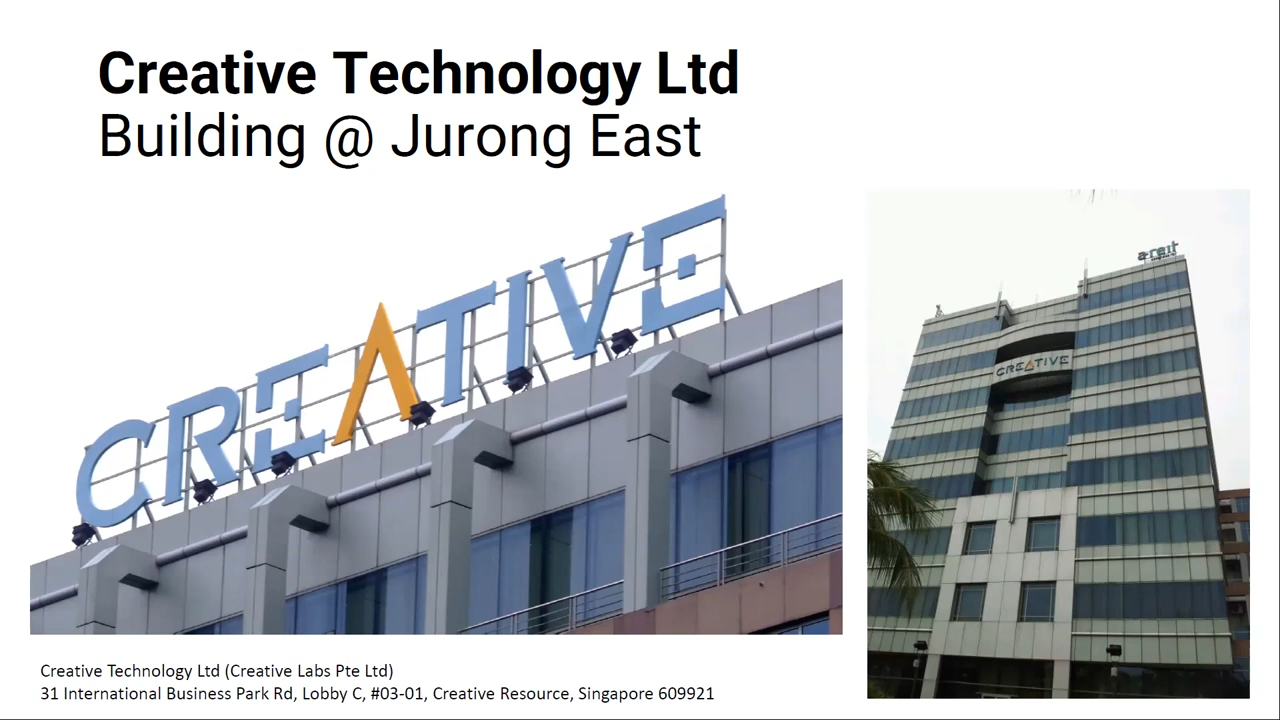 Creative Technology Ltd
Building @ Jurong East
CREATIVE
CREATIVE
Creative Technology Ltd (Creative Labs Pte Ltd)
31 International Business Park Rd, Lobby C, #03-01, Creative Resource, Singapore 609921